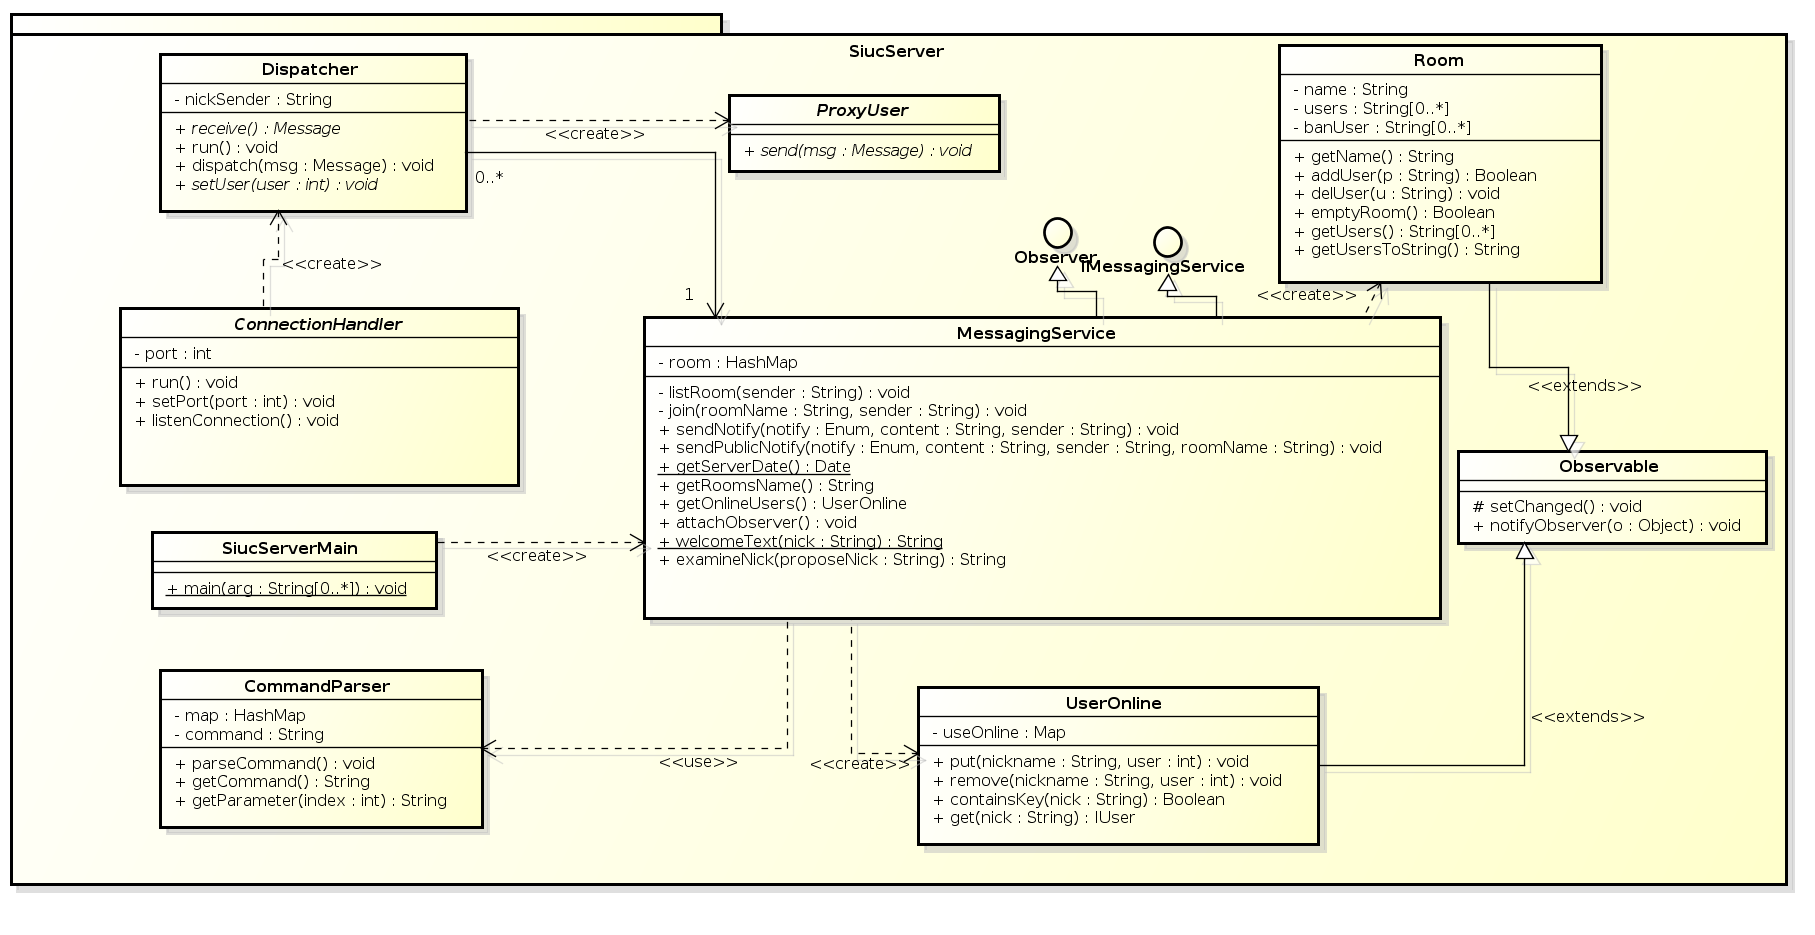 SiucServer
Dispatcher
- nickSender : String
+ receive() : Message
+ run() : void
+ dispatch(msg : Message) : void
+ setUser(user : int) : void
<<create>>
0..*
1
ProxyUser
+ send(msg : Message) : void
Room
- name : String
- users : String[0..*]
- banUser : String[0..*]
+ getName() : String
+ addUser(p : String) : Boolean
+ delUser(u : String) : void
+ emptyRoom() : Boolean
+ getUsers() : String[0..*]
+ getUsersToString() : String
<<create>>
Observer
IMessagingService
<<create>>
ConnectionHandler
- port : int
+ run() : void
+ setPort(port : int) : void
+ listenConnection() : void
MessagingService
- room : HashMap
- listRoom(sender : String) : void
- join(roomName : String, sender : String) : void
+ sendNotify(notify : Enum, content : String, sender : String) : void
+ sendPublicNotify(notify : Enum, content : String, sender : String, roomName : String) : void
+ getServerDate() : Date
+ getRoomsName() : String
+ getOnlineUsers() : UserOnline
+ attachObserver() : void
+ welcomeText(nick : String) : String
+ examineNick(proposeNick : String) : String
<<extends>>
Observable
# setChanged() : void
+ notifyObserver(o : Object) : void
SiucServerMain
+ main(arg : String[0..*]) : void
<<create>>
CommandParser
- map : HashMap
- command : String
+ parseCommand() : void
+ getCommand() : String
+ getParameter(index : int) : String
<<use>>
<<create>>
UserOnline
- useOnline : Map
+ put(nickname : String, user : int) : void
+ remove(nickname : String, user : int) : void
+ containsKey(nick : String) : Boolean
+ get(nick : String) : IUser
<<extends>>